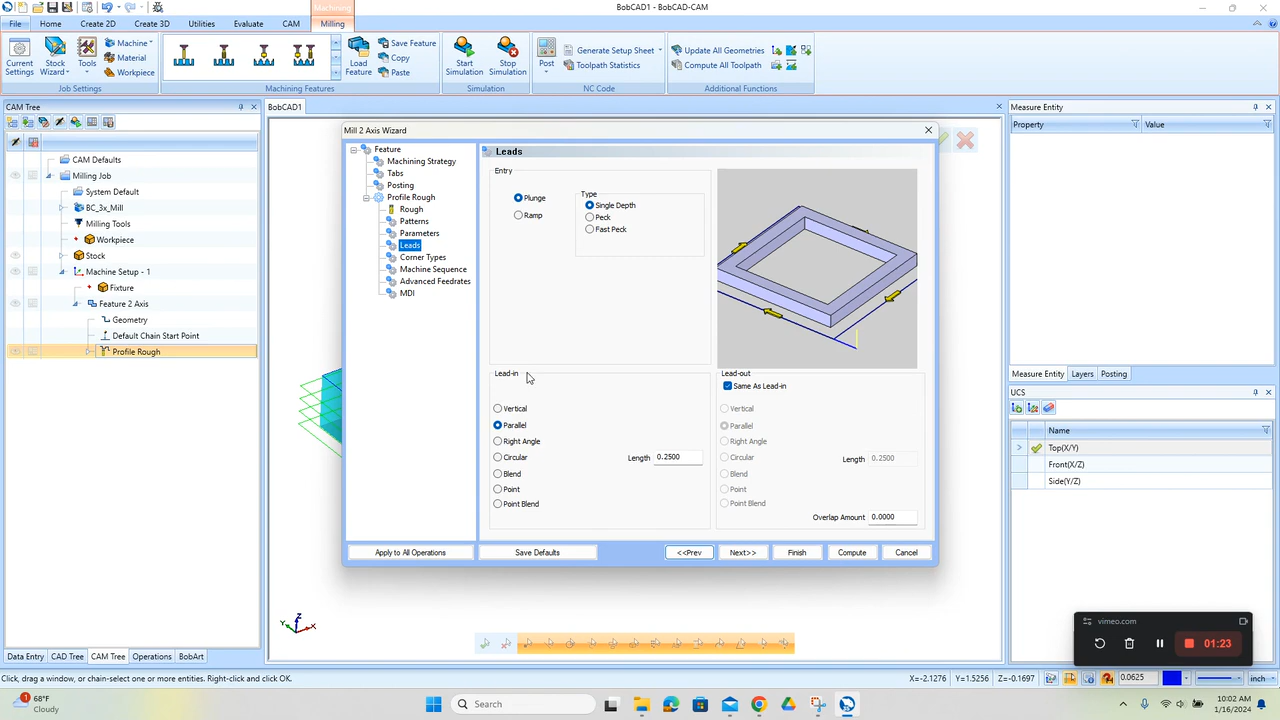 BobCAD1 - BobCAD-CAM
Machining
File Home Create 2D Create 3D Utilities Evaluate CAM Milling
Current Settings
Stock Wizard
Tools
Machine
Material
Workpiece
Load Feature
Save Feature
Copy
Paste
Start Simulation
Stop Simulation
Post
Generate Setup Sheet
Toolpath Statistics
Update All Geometries
Compute All Toolpath
Job Settings
Machining Features
Simulation
NC Code
Additional Functions
CAM Tree
CAM Defaults
Milling Job
System Default
BC_3x_Mill
Milling Tools
Workpiece
Stock
Machine Setup - 1
Fixture
Feature 2 Axis
Geometry
Default Chain Start Point
Profile Rough
Data Entry CAD Tree CAM Tree Operations BobArt
BobCAD1
Mill 2 Axis Wizard
Feature
Machining Strategy
Tabs
Posting
Profile Rough
Rough
Patterns
Parameters
Leads
Corner Types
Machine Sequence
Advanced Feedrates
MDI
Leads
Entry
Plunge
Ramp
Type
Single Depth
Peck
Fast Peck
Lead-in
Vertical
Parallel
Right Angle
Circular
Blend
Point
Point Blend
Length 0.2500
Lead-out
Same As Lead-in
Vertical
Parallel
Right Angle
Circular
Blend
Point
Point Blend
Length 0.2500
Overlap Amount 0.0000
Apply to All Operations Save Defaults <<Prev Next>> Finish Compute Cancel
Z
Y
X
Measure Entity
Property Value
Measure Entity Layers Posting
UCS
Name
Top(X/Y)
Front(X/Z)
Side(Y/Z)
vimeo.com
01:23
Click, drag a window, or chain-select one or more entities. Right-click and click OK.
X=-2.1276 Y=1.5256 Z=-0.1697
0.0625
inch
1
68°F
Cloudy
Search
10:02 AM
1/16/2024